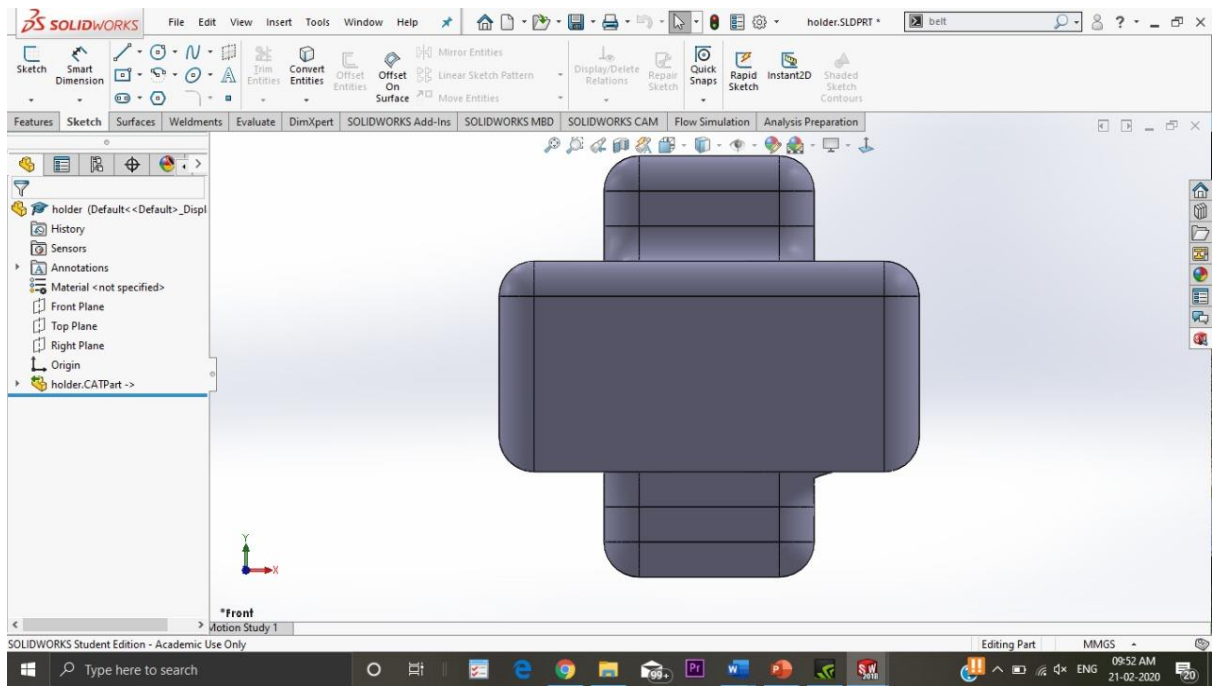 SOLIDWORKS File Edit View Insert Tools Window Help holder.SLDPRT * belt ?
Sketch Smart Dimension Trim Entities Convert Entities Offset Entities Offset On Surface Mirror Entities Linear Sketch Pattern Move Entities Display/Delete Relations Repair Sketch Quick Snaps Rapid Sketch Instant2D Shaded Sketch Contours
Features Sketch Surfaces Weldments Evaluate DimXpert SOLIDWORKS Add-Ins SOLIDWORKS MBD SOLIDWORKS CAM Flow Simulation Analysis Preparation
holder (Default<<Default>_Displ
History
Sensors
Annotations
Material <not specified>
Front Plane
Top Plane
Right Plane
Origin
holder.CATPart ->
Y
X
*Front
Motion Study 1
SOLIDWORKS Student Edition - Academic Use Only Editing Part MMGS
Type here to search 99+ Pr W P S W 2018 ENG 09:52 AM 20
21-02-2020